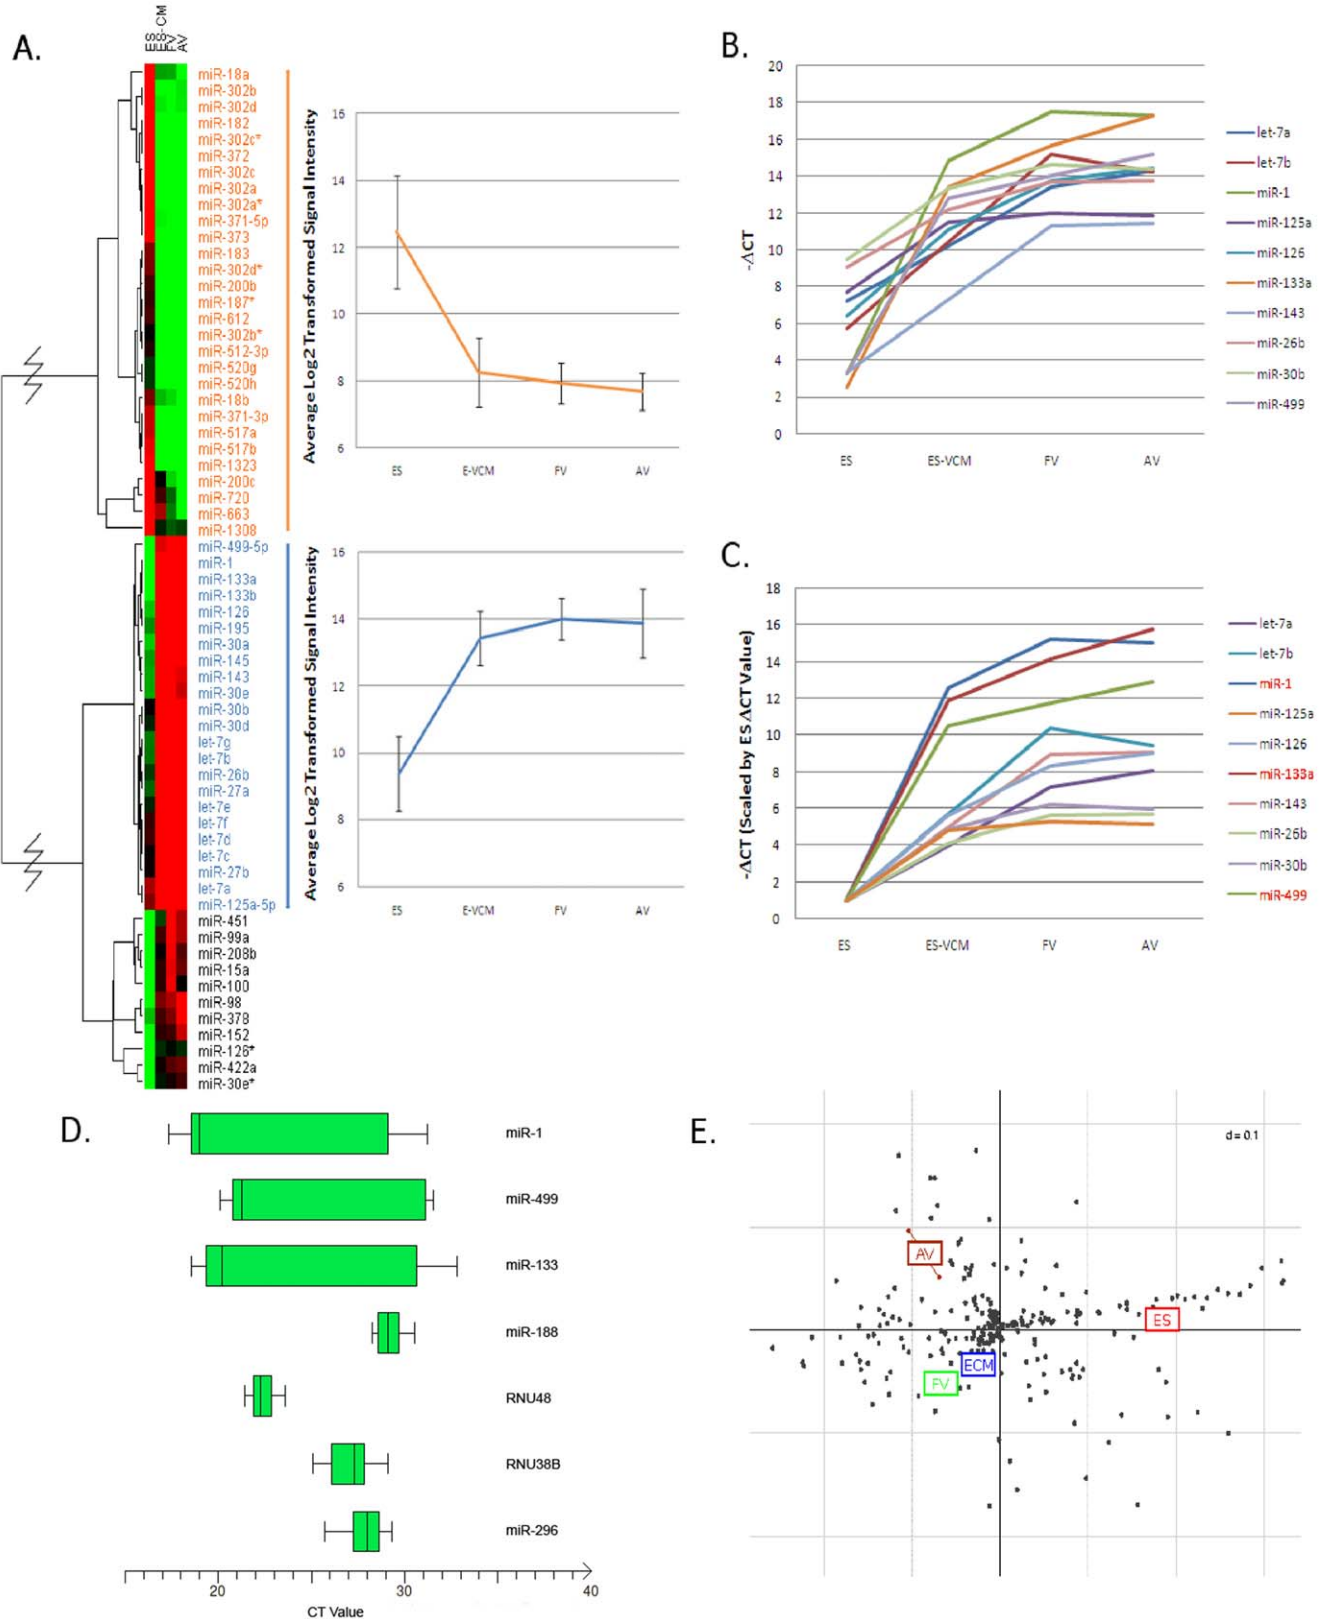 A.
ES
ES-CM
FV
AV
miR-18a
miR-302b
miR-302d
miR-182
miR-302c*
miR-372
miR-302c
miR-302a
miR-302a*
miR-371-5p
miR-373
miR-183
miR-302d*
miR-200b
miR-187*
miR-612
miR-302b*
miR-512-3p
miR-520g
miR-520h
miR-18b
miR-371-3p
miR-517a
miR-517b
miR-1323
miR-200c
miR-720
miR-663
miR-1308
miR-499-5p
miR-1
miR-133a
miR-133b
miR-126
miR-195
miR-30a
miR-145
miR-143
miR-30e
miR-30b
miR-30d
let-7g
let-7b
miR-26b
miR-27a
let-7e
let-7f
let-7d
let-7c
miR-27b
let-7a
miR-125a-5p
miR-451
miR-99a
miR-208b
miR-15a
miR-100
miR-98
miR-378
miR-152
miR-126*
miR-422a
miR-30e*
Average Log2 Transformed Signal Intensity
16
14
12
10
8
6
ES E-VCM FV AV
Average Log2 Transformed Signal Intensity
16
14
12
10
8
6
ES E-VCM FV AV
B.
-ΔCT
20
18
16
14
12
10
8
6
4
2
0
ES ES-VCM FV AV
let-7a
let-7b
miR-1
miR-125a
miR-126
miR-133a
miR-143
miR-26b
miR-30b
miR-499
C.
-ΔCT (Scaled by ES ΔCT Value)
18
16
14
12
10
8
6
4
2
0
ES ES-VCM FV AV
let-7a
let-7b
miR-1
miR-125a
miR-126
miR-133a
miR-143
miR-26b
miR-30b
miR-499
D.
miR-1
miR-499
miR-133
miR-188
RNU48
RNU38B
miR-296
20 30 40
CT Value
E.
d = 0.1
AV
ES
ECM
FV